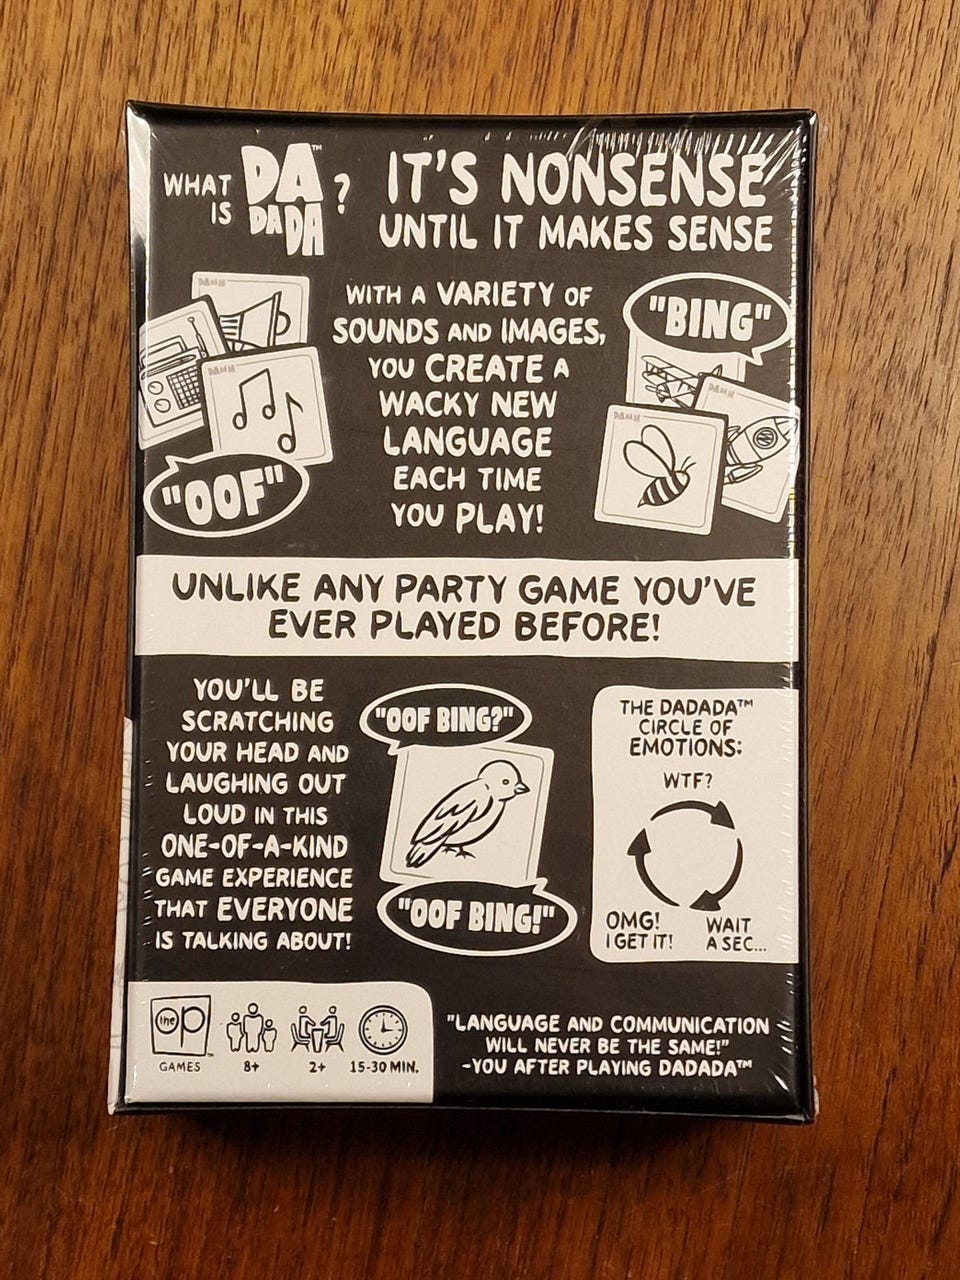 WHAT IS DA DA DA™?
IT'S NONSENSE
UNTIL IT MAKES SENSE
WITH A VARIETY OF
SOUNDS AND IMAGES,
YOU CREATE A
WACKY NEW
LANGUAGE
EACH TIME
YOU PLAY!
"OOF"
"BING"
UNLIKE ANY PARTY GAME YOU'VE
EVER PLAYED BEFORE!
YOU'LL BE
SCRATCHING
YOUR HEAD AND
LAUGHING OUT
LOUD IN THIS
ONE-OF-A-KIND
GAME EXPERIENCE
THAT EVERYONE
IS TALKING ABOUT!
"OOF BING?"
"OOF BING!"
THE DADADA™
CIRCLE OF
EMOTIONS:
WTF?
WAIT
A SEC...
OMG!
I GET IT!
the op™
GAMES
8+
2+
15-30 MIN.
"LANGUAGE AND COMMUNICATION
WILL NEVER BE THE SAME!"
-YOU AFTER PLAYING DADADA™